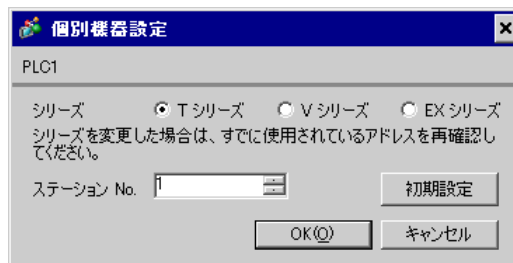 個別機器設定
PLC1
シリーズ Tシリーズ Vシリーズ EXシリーズ
シリーズを変更した場合は、すでに使用されているアドレスを再確認し
てください。
ステーション No. 1 初期設定
OK(O) キャンセル